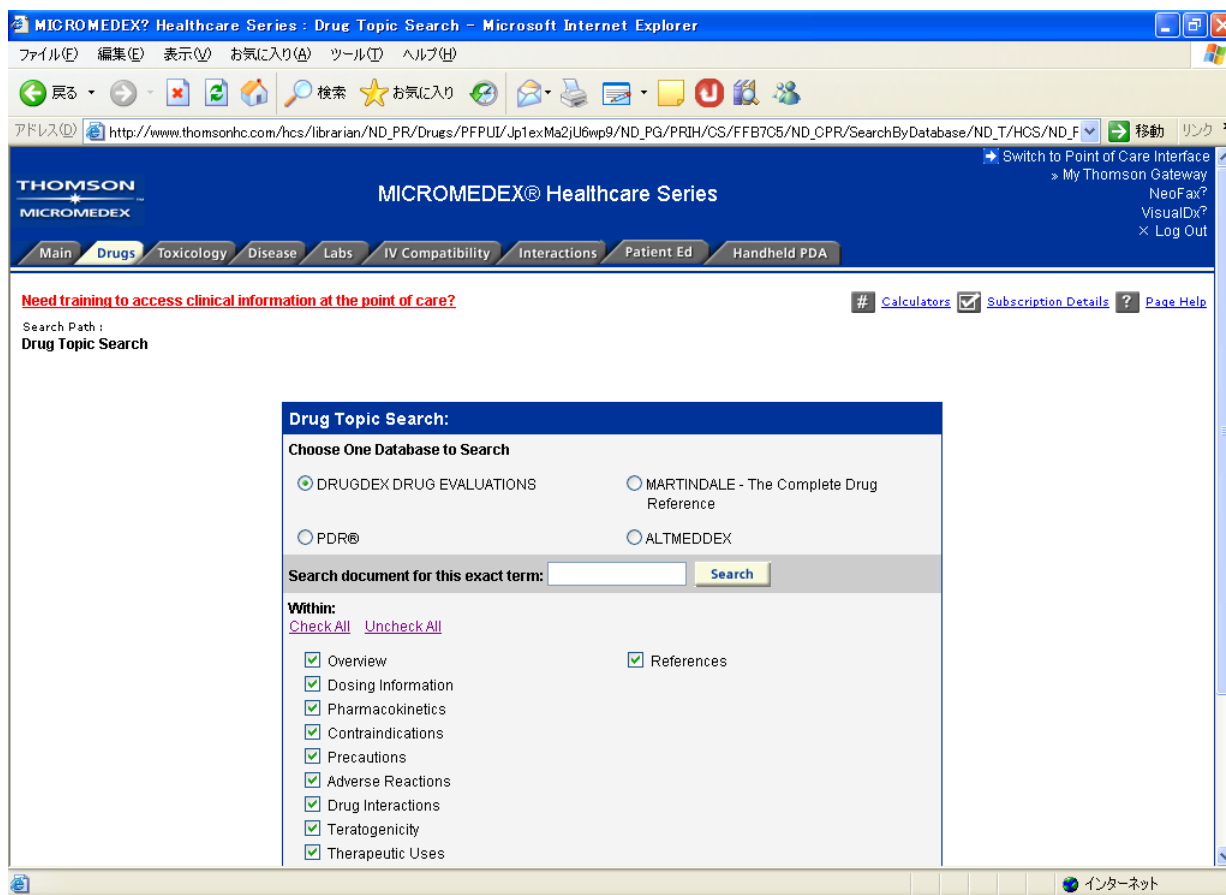 MICROMEDEX? Healthcare Series : Drug Topic Search - Microsoft Internet Explorer
ファイル(F) 編集(E) 表示(V) お気に入り(A) ツール(T) ヘルプ(H)
戻る 検索 お気に入り
アドレス(D) http://www.thomsonhc.com/hcs/librarian/ND_PR/Drugs/PFPUI/Jp1exMa2jU6wp9/ND_PG/PRIH/CS/FFB7C5/ND_CPR/SearchByDatabase/ND_T/HCS/ND_F 移動 リンク
Switch to Point of Care Interface
» My Thomson Gateway
NeoFax?
VisualDx?
× Log Out
THOMSON
MICROMEDEX
MICROMEDEX® Healthcare Series
Main Drugs Toxicology Disease Labs IV Compatibility Interactions Patient Ed Handheld PDA
Need training to access clinical information at the point of care?
# Calculators Subscription Details ? Page Help
Search Path :
Drug Topic Search
Drug Topic Search:
Choose One Database to Search
DRUGDEX DRUG EVALUATIONS MARTINDALE - The Complete Drug
Reference
PDR® ALTMEDDEX
Search document for this exact term: Search
Within:
Check All Uncheck All
Overview References
Dosing Information
Pharmacokinetics
Contraindications
Precautions
Adverse Reactions
Drug Interactions
Teratogenicity
Therapeutic Uses
インターネット